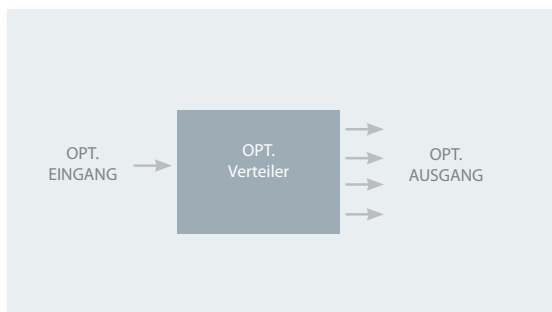 OPT.
EINGANG
OPT.
Verteiler
OPT.
AUSGANG